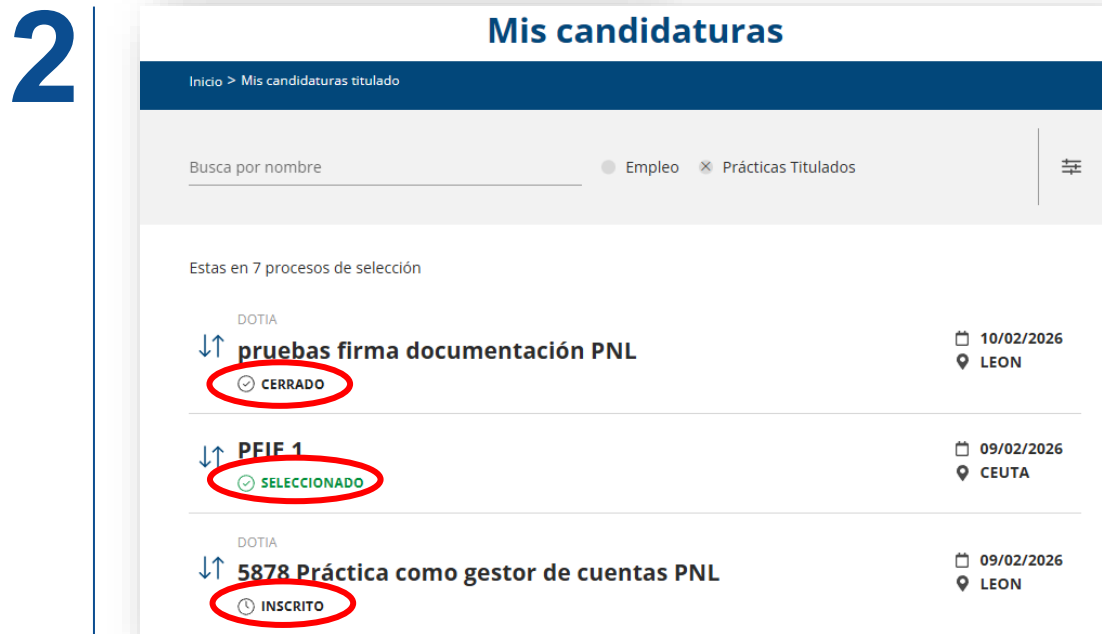 2
Mis candidaturas
Inicio > Mis candidaturas titulado
Busca por nombre Empleo Prácticas Titulados
Estas en 7 procesos de selección
DOTIA
pruebas firma documentación PNL
CERRADO
10/02/2026
LEON
PFIE 1
SELECCIONADO
09/02/2026
CEUTA
DOTIA
5878 Práctica como gestor de cuentas PNL
INSCRITO
09/02/2026
LEON